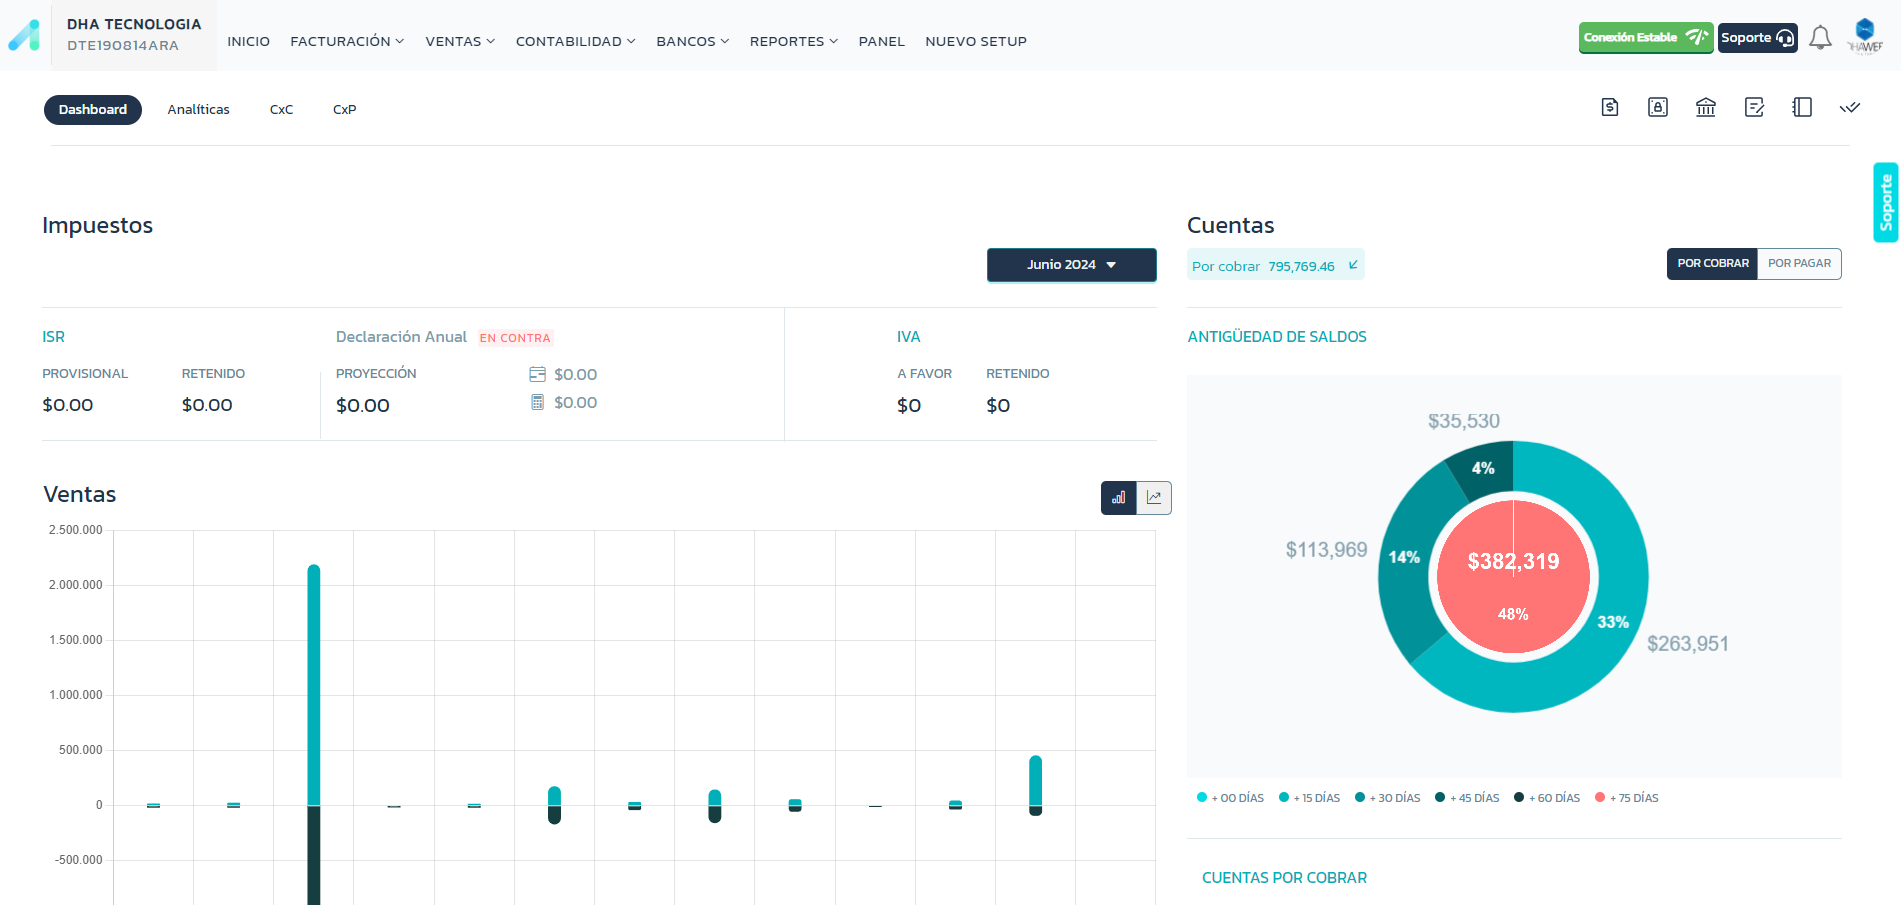 DHA TECNOLOGIA
DTE190814ARA
INICIO FACTURACIÓN VENTAS CONTABILIDAD BANCOS REPORTES PANEL NUEVO SETUP
Conexión Estable
Soporte
Dashboard Analíticas CxC CxP
Soporte
Impuestos
Junio 2024
ISR
PROVISIONAL RETENIDO
$0.00 $0.00
Declaración Anual EN CONTRA
PROYECCIÓN
$0.00
$0.00
$0.00
IVA
A FAVOR RETENIDO
$0 $0
Ventas
2.500.000
2.000.000
1.500.000
1.000.000
500.000
0
-500.000
Cuentas
Por cobrar 795,769.46
POR COBRAR POR PAGAR
ANTIGÜEDAD DE SALDOS
$35,530
4%
$113,969
14%
$382,319
48%
33%
$263,951
+ 00 DÍAS + 15 DÍAS + 30 DÍAS + 45 DÍAS + 60 DÍAS + 75 DÍAS
CUENTAS POR COBRAR